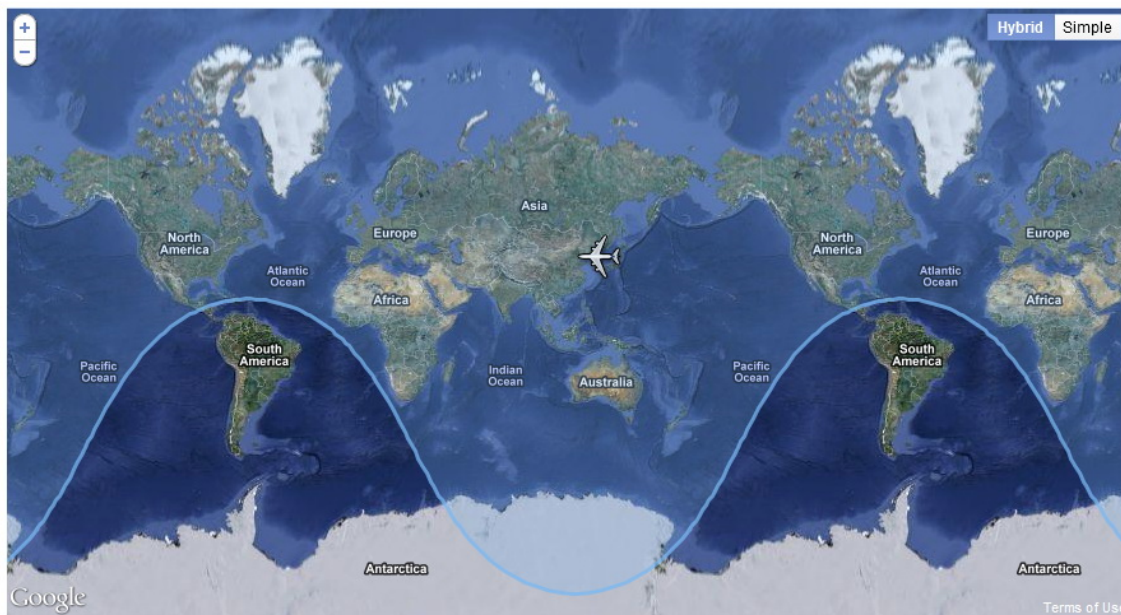 +
Hybrid Simple
−
Asia
North
America
Europe
North
America
Europe
Atlantic
Ocean
Atlantic
Ocean
Africa
Africa
South
America
South
America
Pacific
Ocean
Indian
Ocean
Pacific
Ocean
Australia
Antarctica
Antarctica
Google
Terms of Use